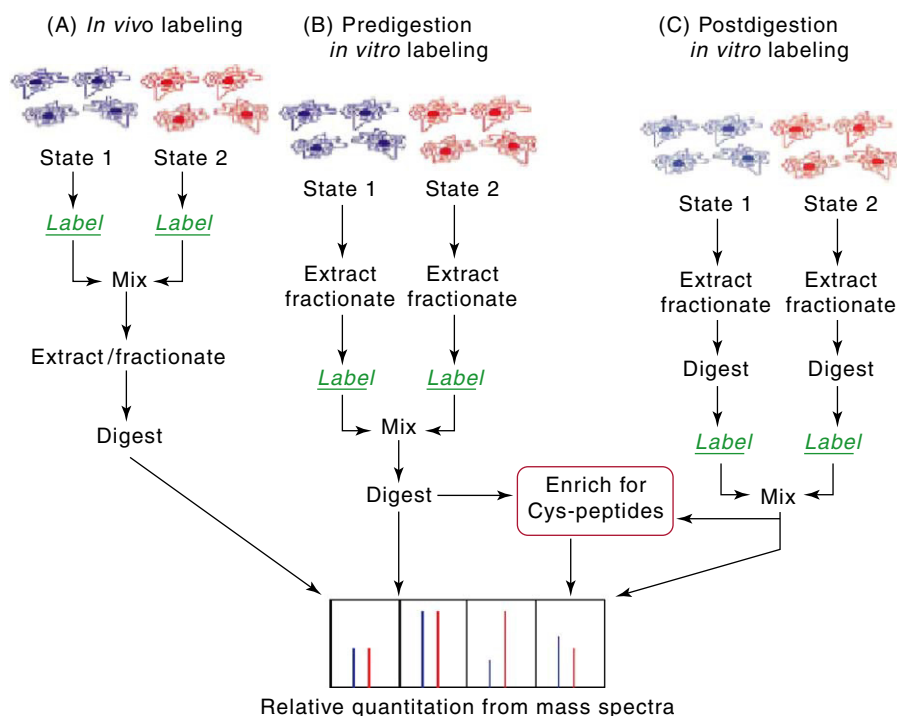 (A) In vivo labeling
State 1 State 2
Label Label
Mix
Extract/fractionate
Digest
(B) Predigestion
in vitro labeling
State 1 State 2
Extract Extract
fractionate fractionate
Label Label
Mix
Digest
Enrich for
Cys-peptides
(C) Postdigestion
in vitro labeling
State 1 State 2
Extract Extract
fractionate fractionate
Digest Digest
Label Label
Mix
Relative quantitation from mass spectra